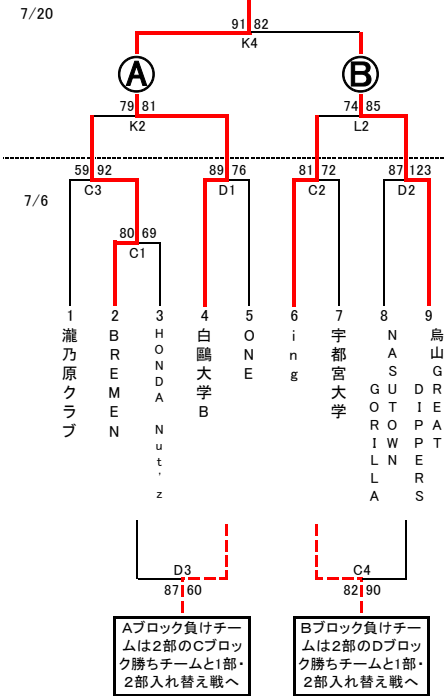 7/20
91 82
K4
A B
79 81 74 85
K2 L2
59 92 89 76 81 72 87 123
C3 D1 C2 D2
7/6
80 69
C1
1 2 3 4 5 6 7 8 9
瀧乃原クラブ
BREMEN
HONDA Nut'z
白鷗大学B
ONE
ing
宇都宮大学
NASUTOWN
GORILLA
烏山GREAT
DIPPERS
D3 C4
87 60 82 90
Aブロック負けチー
ムは2部のCブロッ
ク勝ちチームと1部・
2部入れ替え戦へ
Bブロック負けチー
ムは2部のDブロッ
ク勝ちチームと1部・
2部入れ替え戦へ